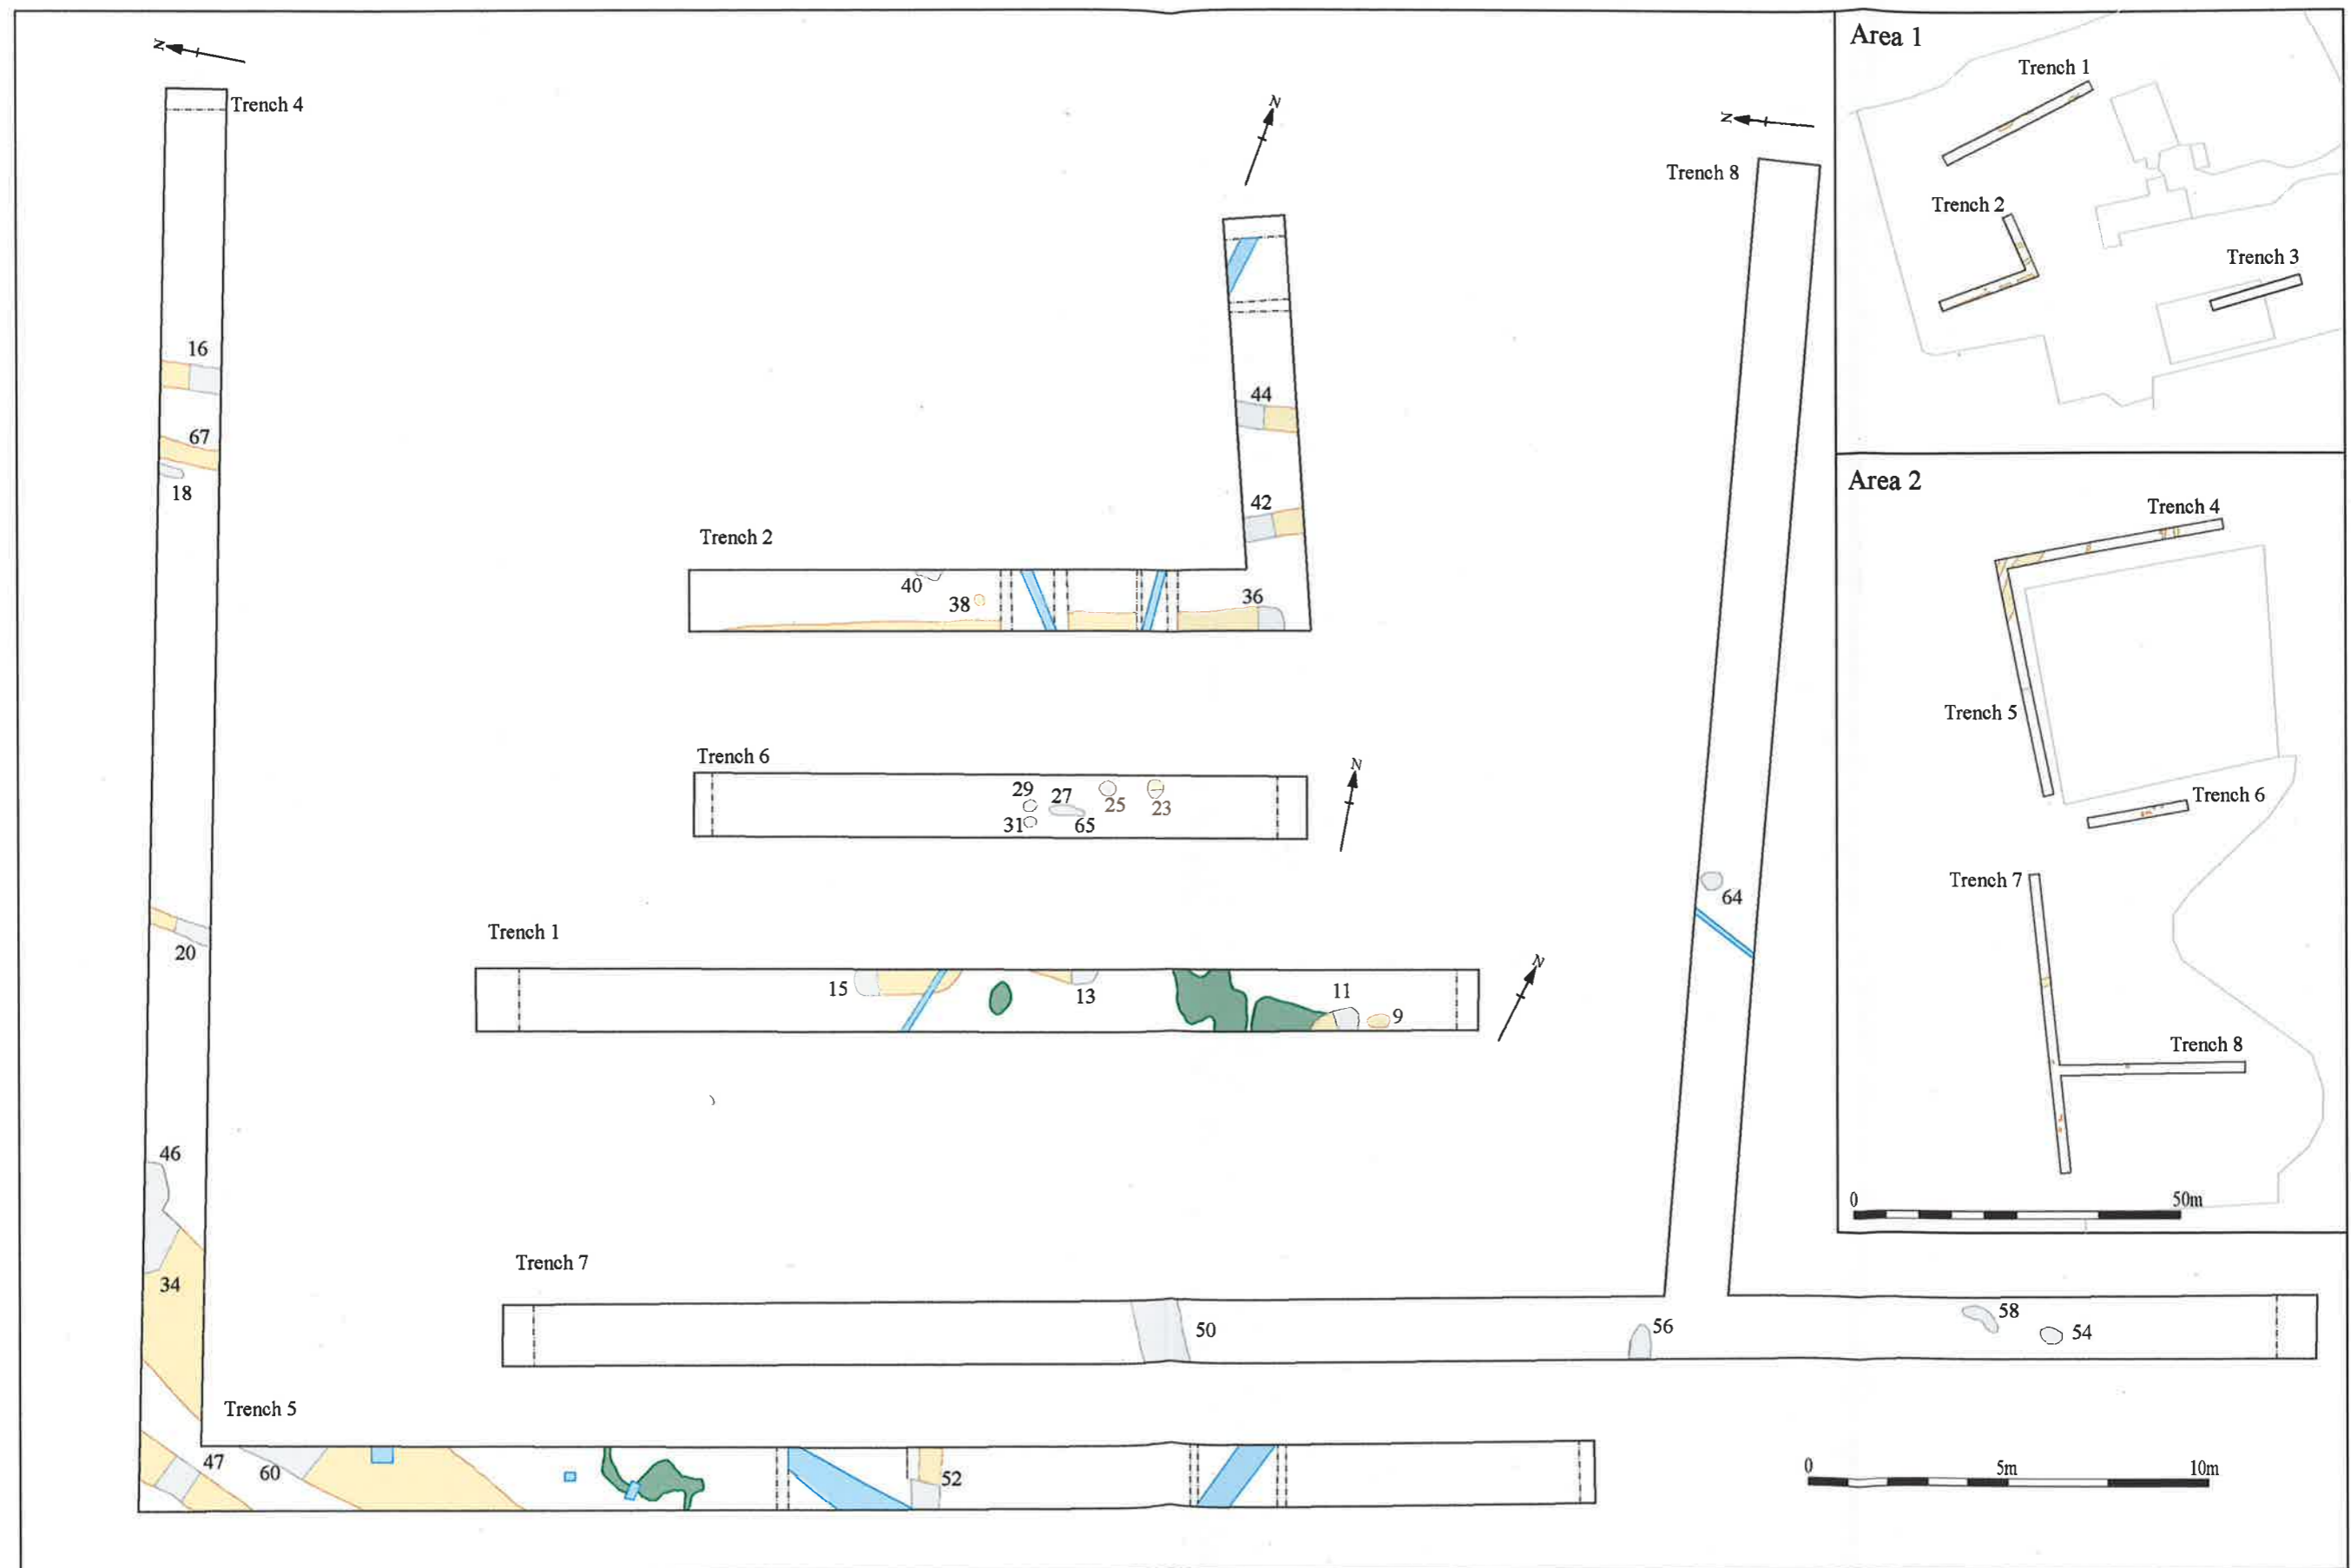 N
Trench 4
16
67
18
20
46
34
Trench 5
47
60
52
N
Trench 2
44
42
40
38
36
Trench 6
29
27
25
23
31
65
N
Trench 1
15
13
11
9
N
Trench 7
50
56
58
54
N
Trench 8
64
0
5m
10m
Area 1
Trench 1
Trench 2
Trench 3
Area 2
Trench 4
Trench 5
Trench 6
Trench 7
Trench 8
0
50m